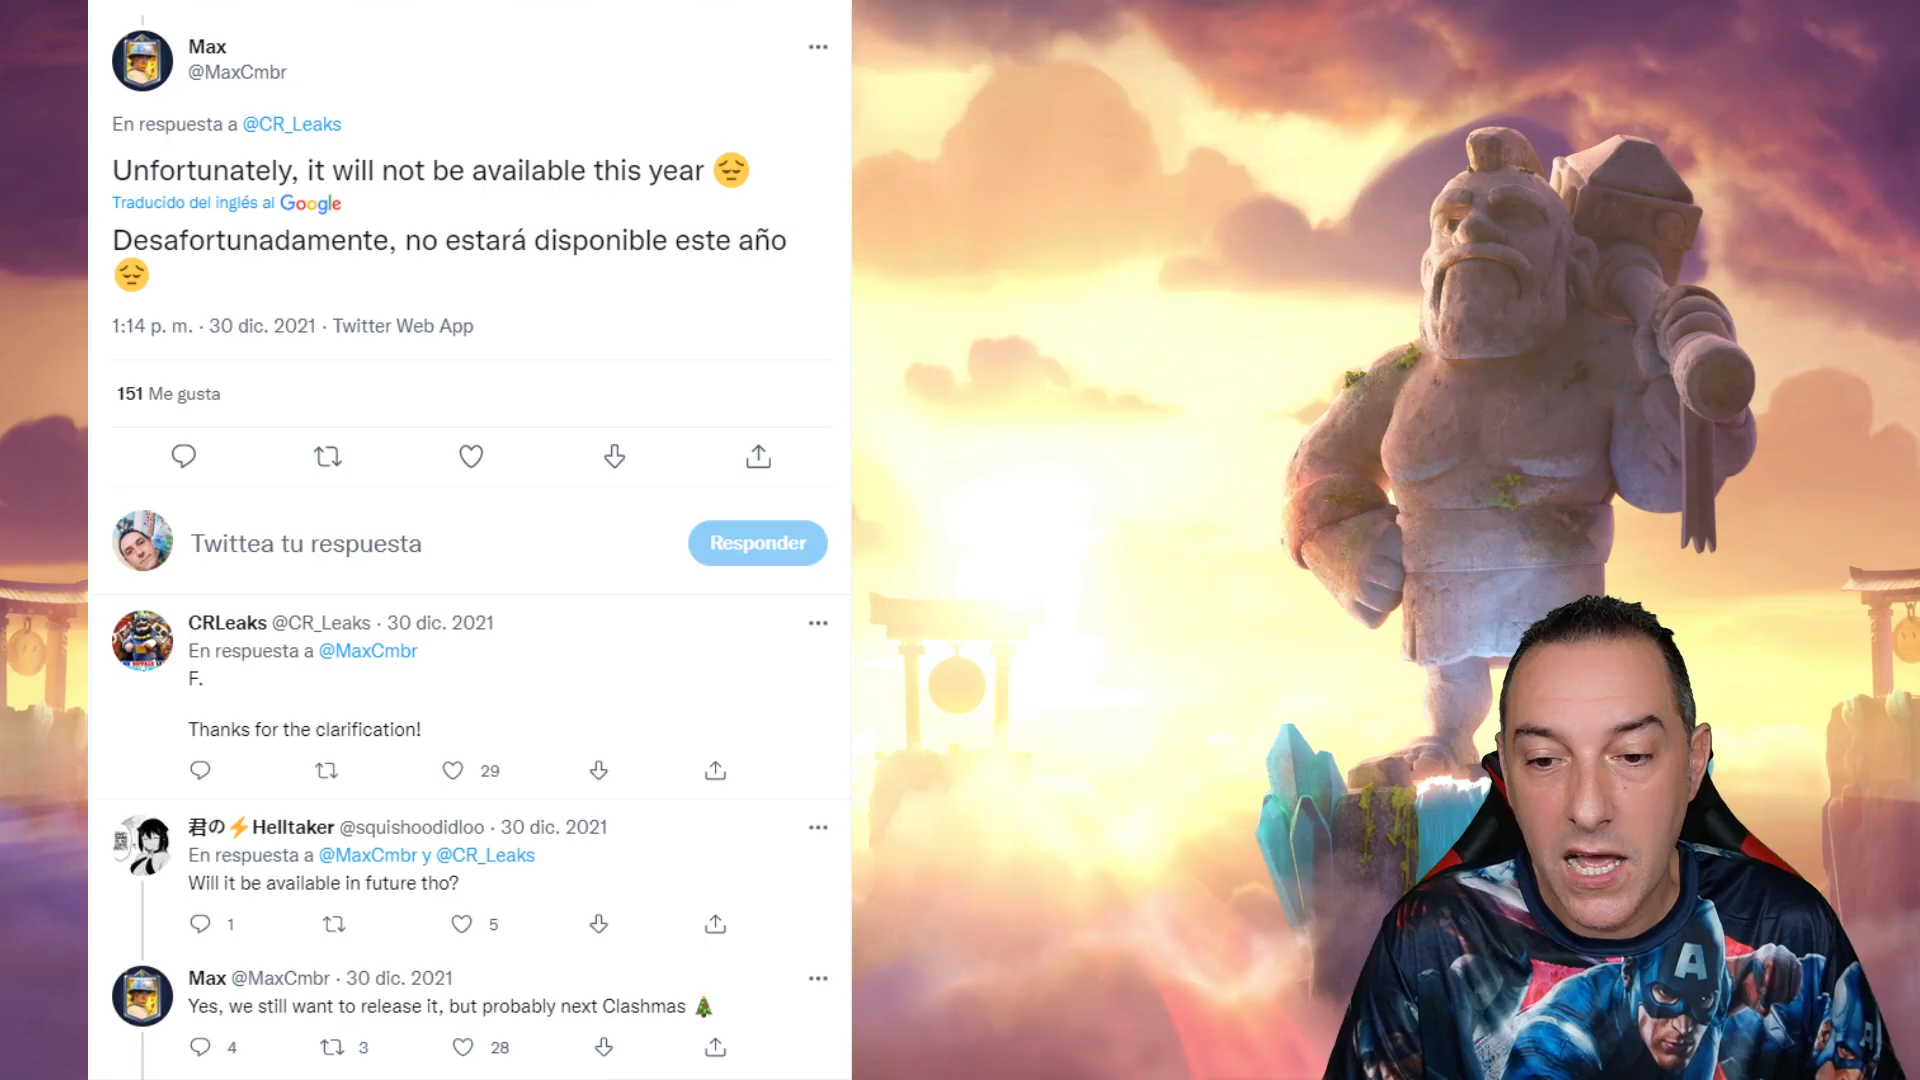 Max
@MaxCmbr
En respuesta a @CR_Leaks
Unfortunately, it will not be available this year 😔
Traducido del inglés al Google
Desafortunadamente, no estará disponible este año
😔
1:14 p. m. · 30 dic. 2021 · Twitter Web App
151 Me gusta
Twittea tu respuesta
Responder
CRLeaks @CR_Leaks · 30 dic. 2021
En respuesta a @MaxCmbr
F.
Thanks for the clarification!
29
君の⚡Helltaker @squishoodidloo · 30 dic. 2021
En respuesta a @MaxCmbr y @CR_Leaks
Will it be available in future tho?
1 5
Max @MaxCmbr · 30 dic. 2021
Yes, we still want to release it, but probably next Clashmas 🎄
4 3 28
A